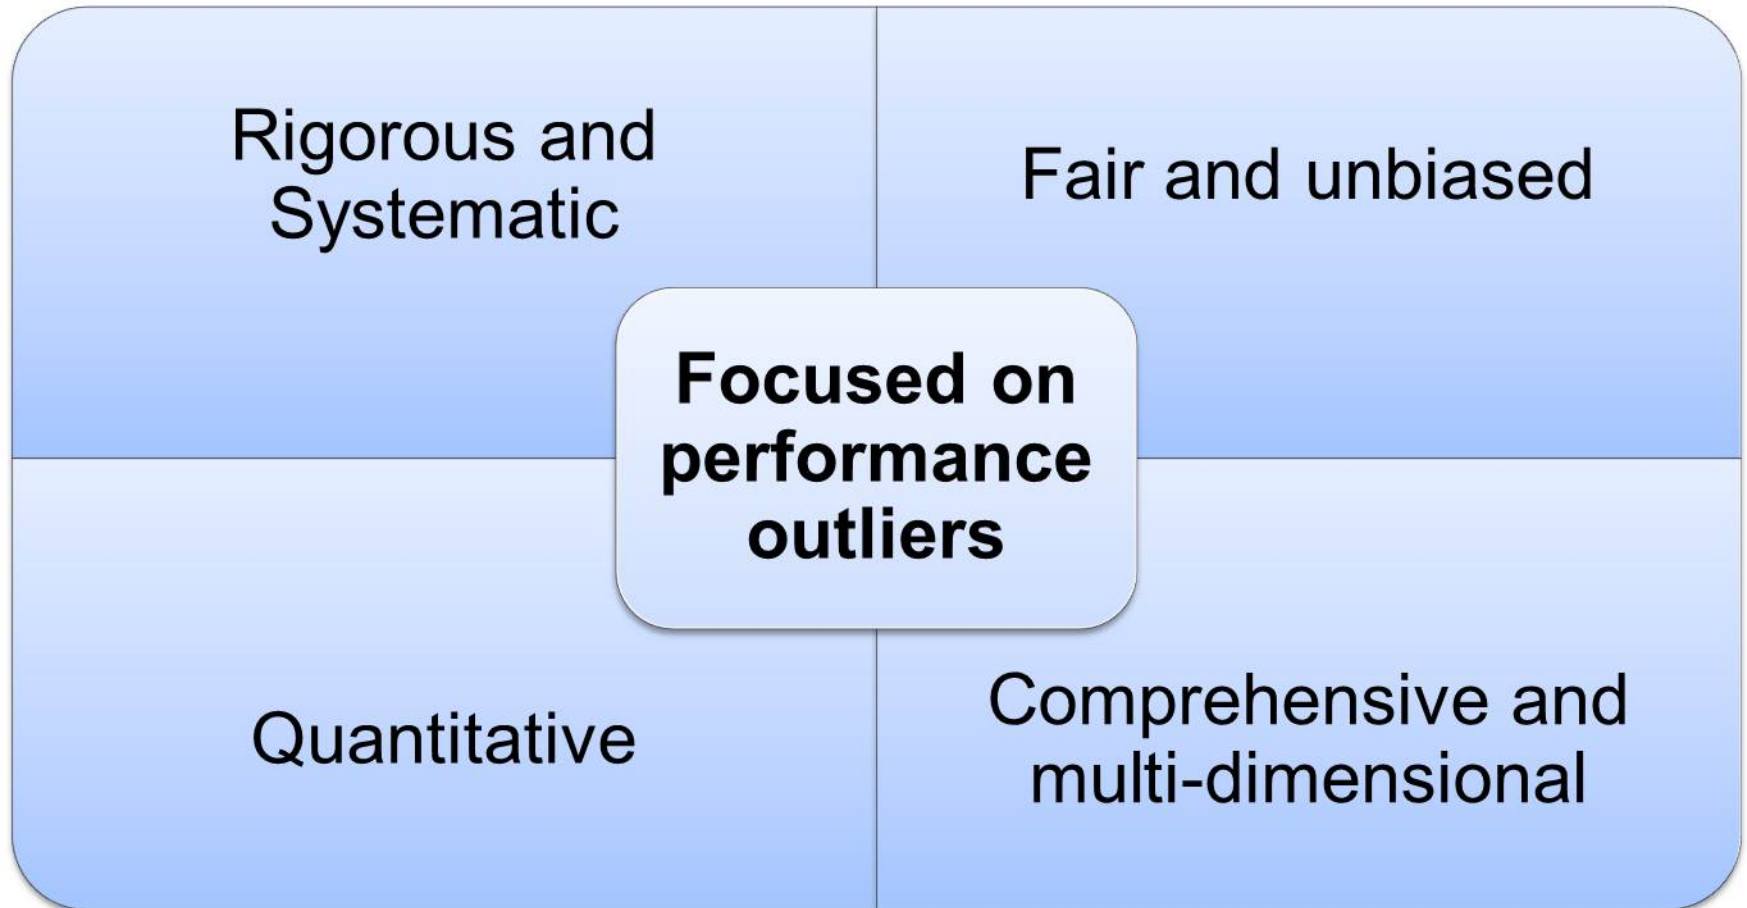 Rigorous and
Systematic
Fair and unbiased
Focused on
performance
outliers
Quantitative
Comprehensive and
multi-dimensional